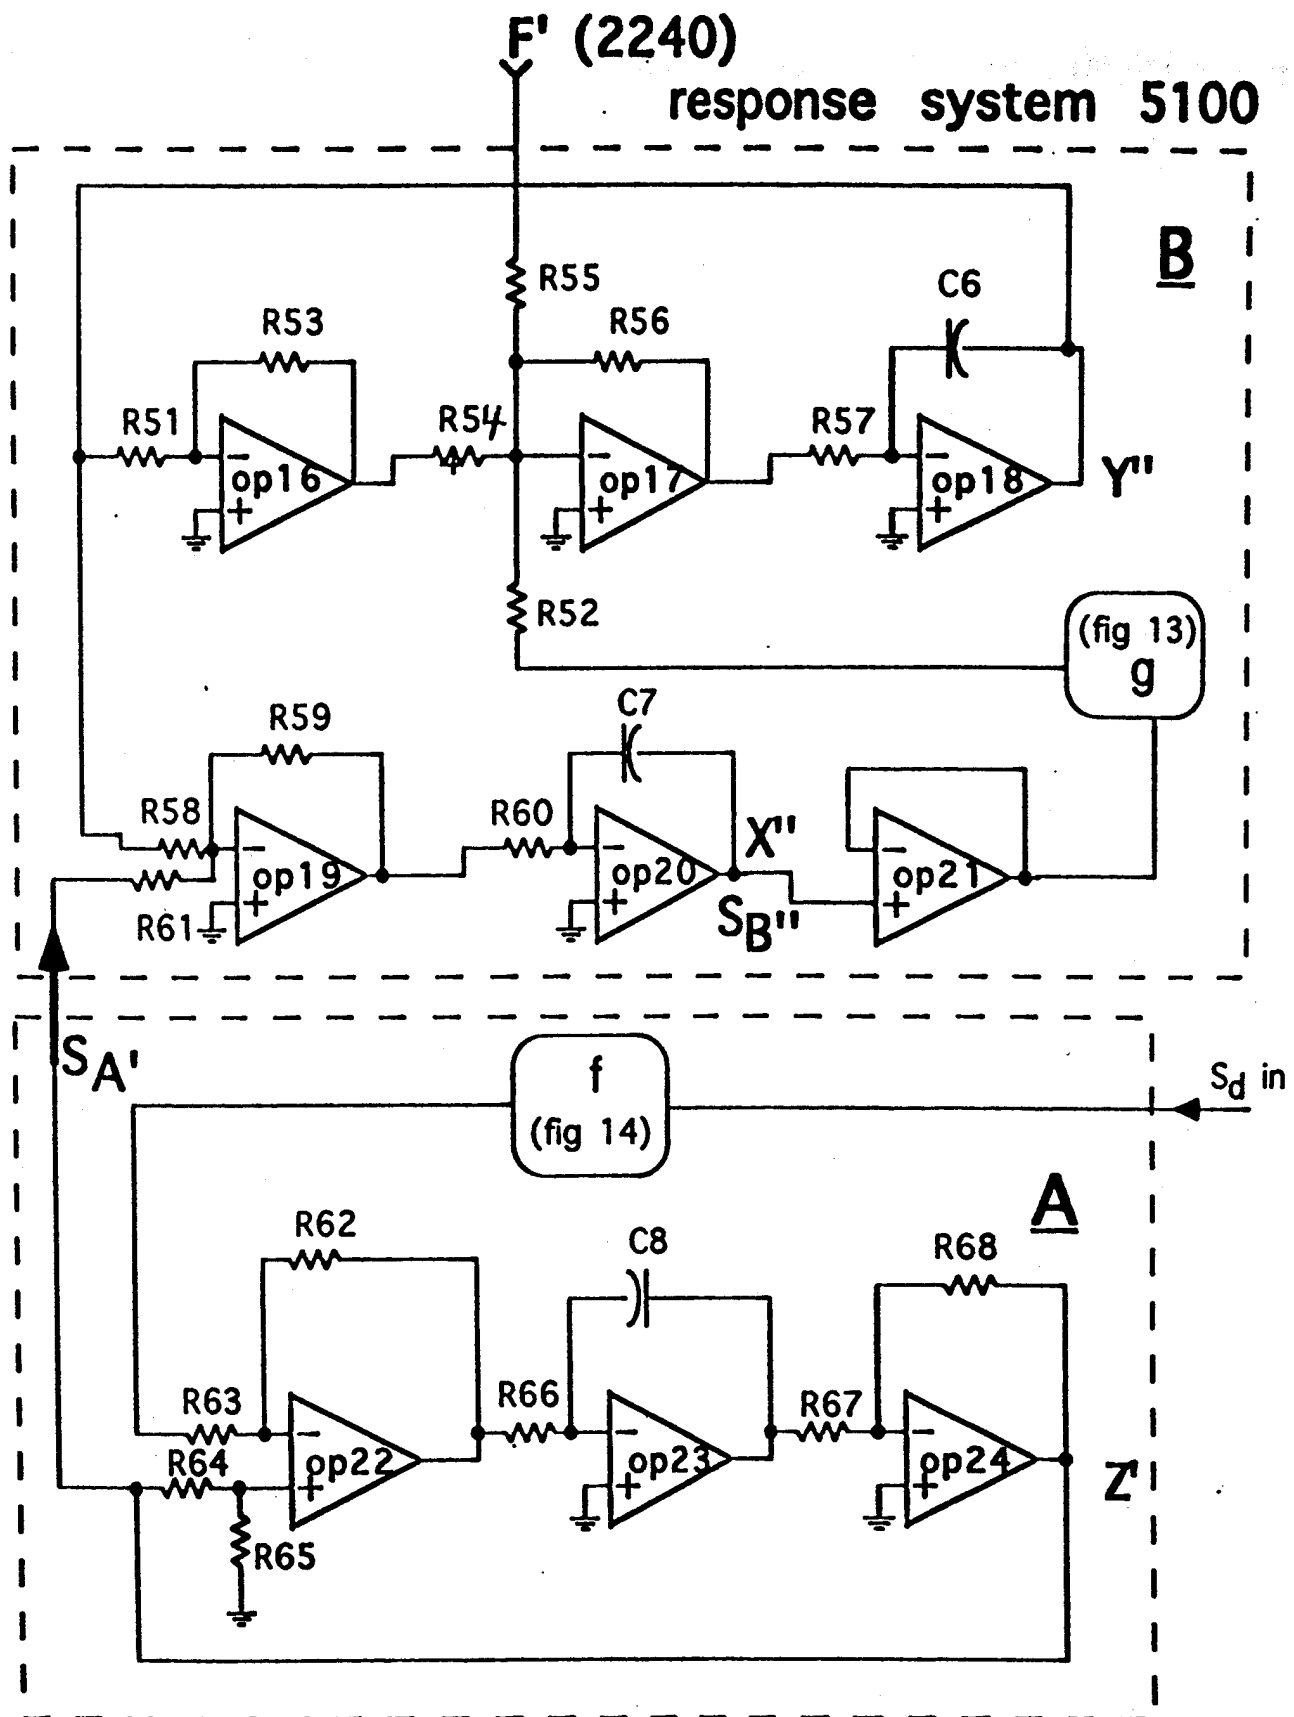 F' (2240)
response system 5100
B
R55
C6
R53
R56
R51
R54
R57
op16
op17
op18
Y"
R52
(fig 13)
g
C7
R59
R58
R60
X"
op19
op20
op21
R61
SB"
SA'
f
(fig 14)
Sd in
A
R62
C8
R68
R63
R66
R67
R64
op22
op23
op24
Z'
R65